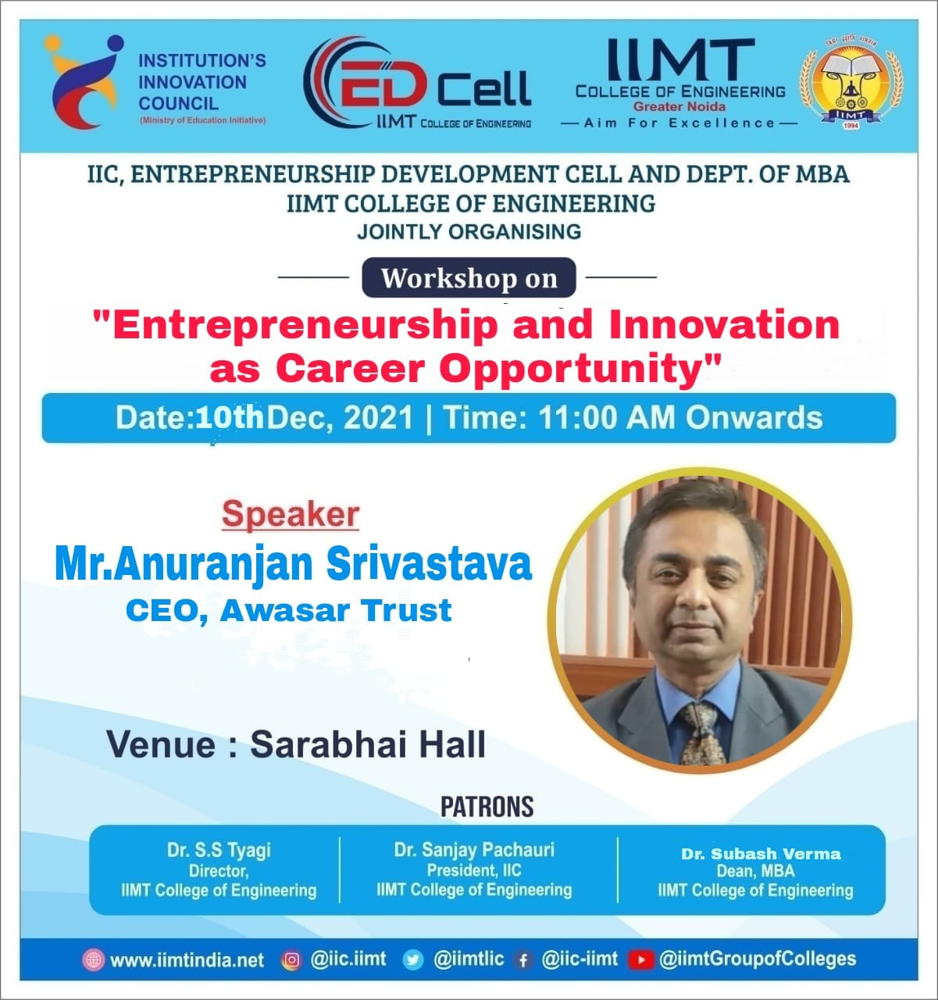 INSTITUTION'S
INNOVATION
COUNCIL
(Ministry of Education Initiative)
ED Cell
IIMT COLLEGE OF ENGINEERING
IIMT
COLLEGE OF ENGINEERING
Greater Noida
Aim For Excellence
विद्या ददाति
IIMT
1994
IIC, ENTREPRENEURSHIP DEVELOPMENT CELL AND DEPT. OF MBA
IIMT COLLEGE OF ENGINEERING
JOINTLY ORGANISING
Workshop on
"Entrepreneurship and Innovation
as Career Opportunity"
Date:10thDec, 2021 | Time: 11:00 AM Onwards
Speaker
Mr.Anuranjan Srivastava
CEO, Awasar Trust
Venue : Sarabhai Hall
PATRONS
Dr. S.S Tyagi
Director,
IIMT College of Engineering
Dr. Sanjay Pachauri
President, IIC
IIMT College of Engineering
Dr. Subash Verma
Dean, MBA
IIMT College of Engineering
www.iimtindia.net @iic.iimt @iimtIic @iic-iimt @iimtGroupofColleges